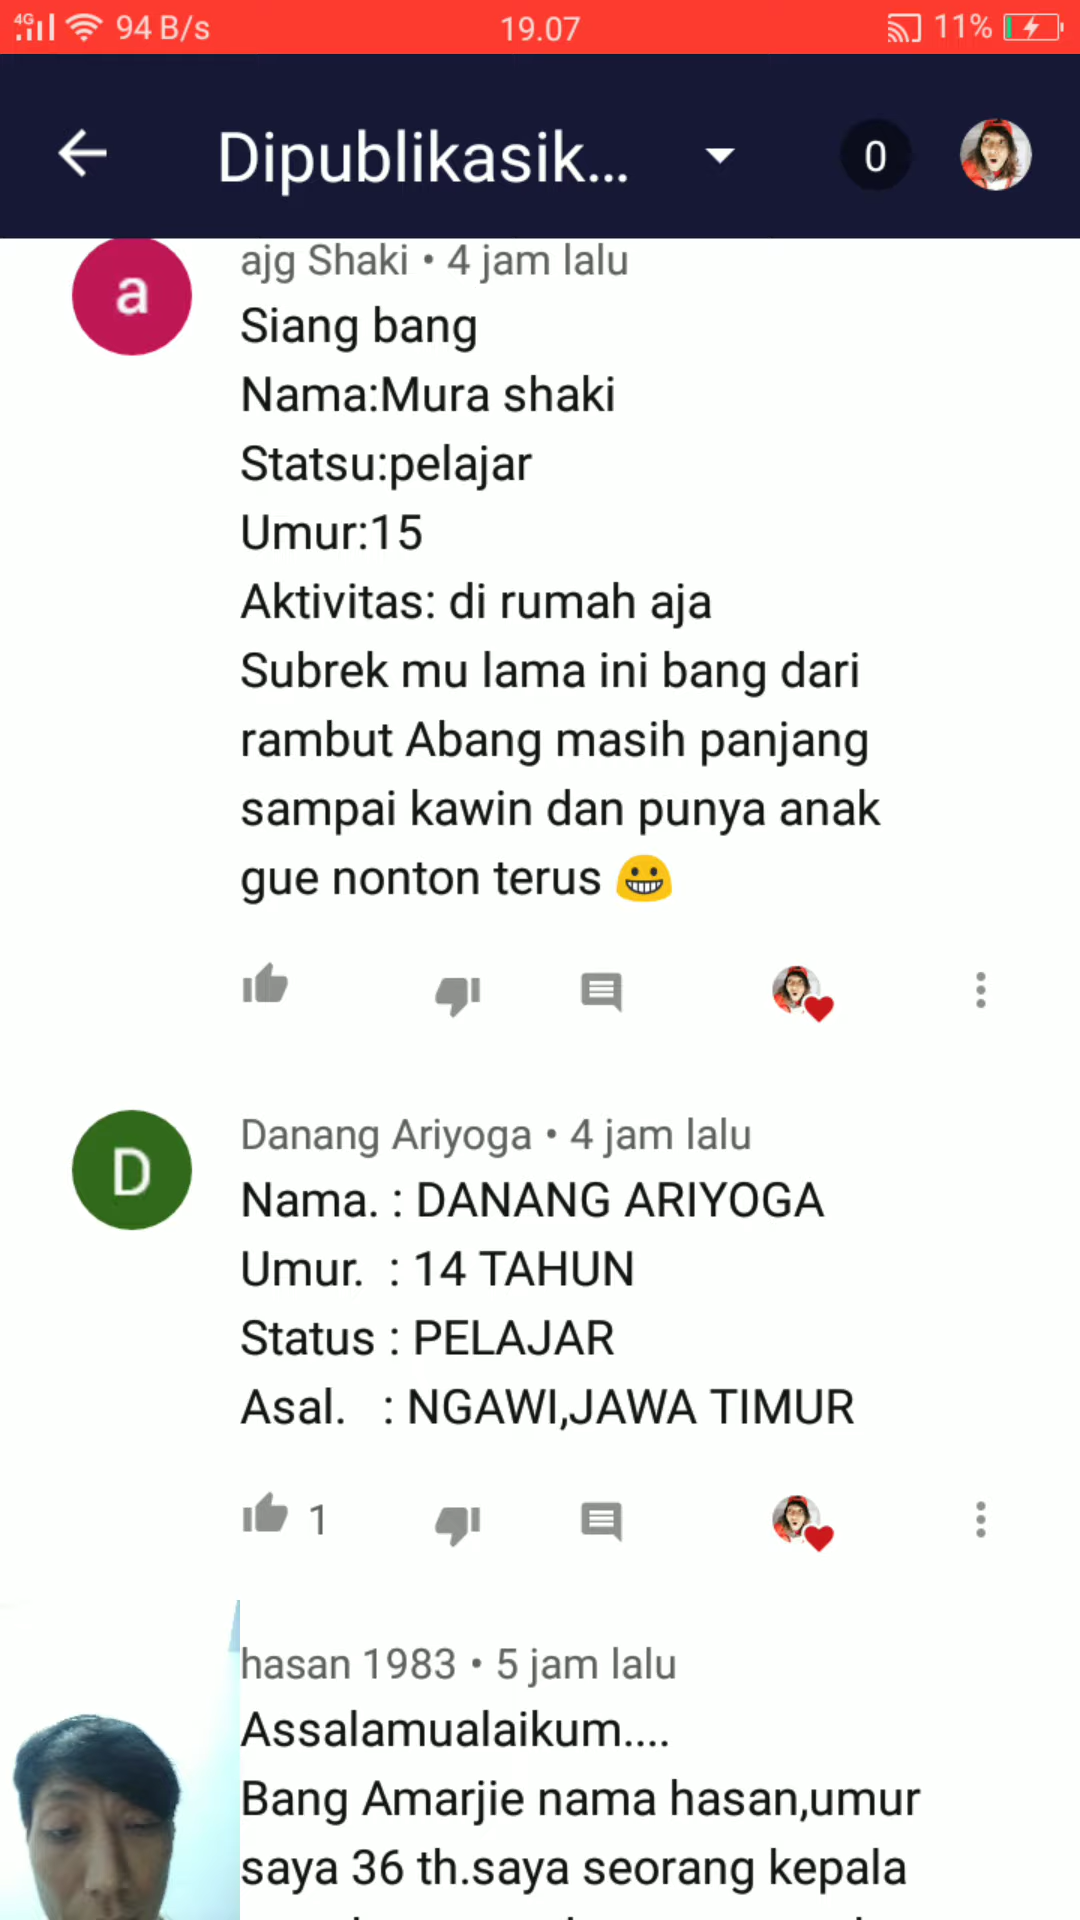 4G 94 B/s 19.07 11%
Dipublikasik... 0
ajg Shaki • 4 jam lalu
a
Siang bang
Nama:Mura shaki
Statsu:pelajar
Umur:15
Aktivitas: di rumah aja
Subrek mu lama ini bang dari
rambut Abang masih panjang
sampai kawin dan punya anak
gue nonton terus 😀
Danang Ariyoga • 4 jam lalu
D
Nama. : DANANG ARIYOGA
Umur. : 14 TAHUN
Status : PELAJAR
Asal. : NGAWI,JAWA TIMUR
1
hasan 1983 • 5 jam lalu
Assalamualaikum....
Bang Amarjie nama hasan,umur
saya 36 th.saya seorang kepala